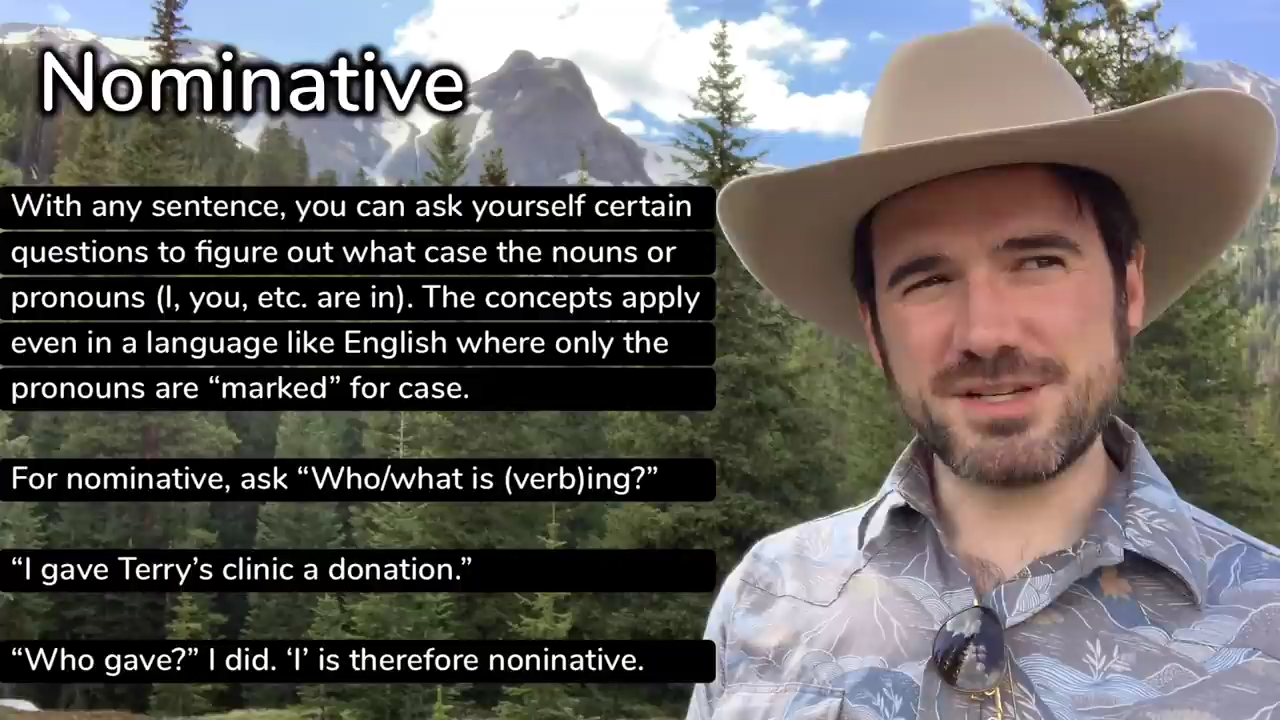 Nominative
With any sentence, you can ask yourself certain
questions to figure out what case the nouns or
pronouns (I, you, etc. are in). The concepts apply
even in a language like English where only the
pronouns are “marked” for case.
For nominative, ask “Who/what is (verb)ing?”
“I gave Terry’s clinic a donation.”
“Who gave?” I did. ‘I’ is therefore noninative.